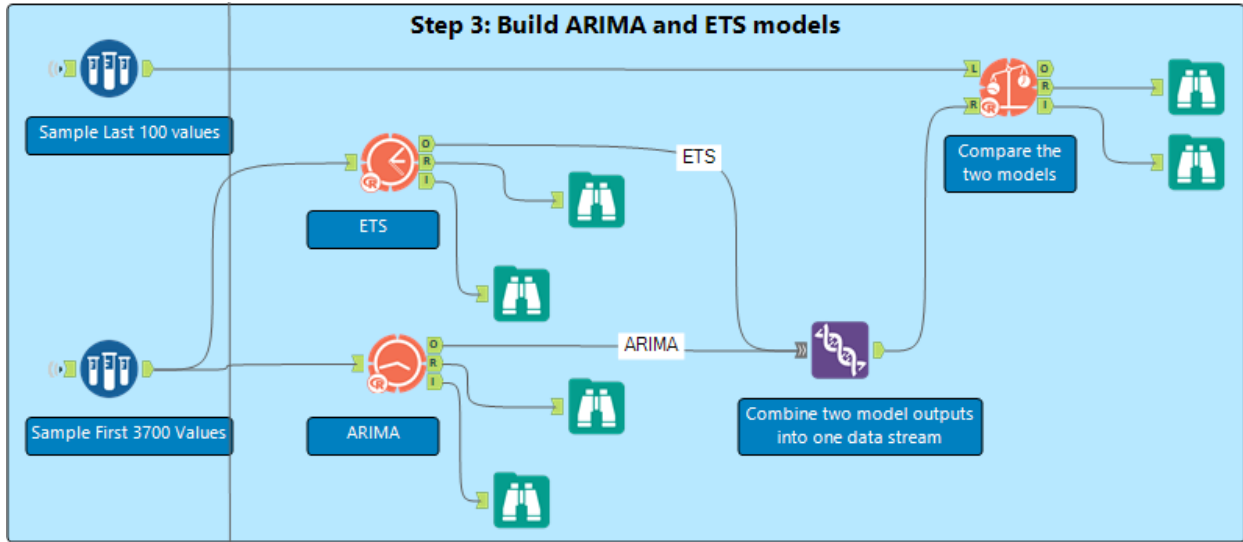 Step 3: Build ARIMA and ETS models
L
O
R
R
I
Sample Last 100 values
Compare the
two models
O
R
I
ETS
ETS
O
R
I
ARIMA
Sample First 3700 Values
ARIMA
Combine two model outputs
into one data stream